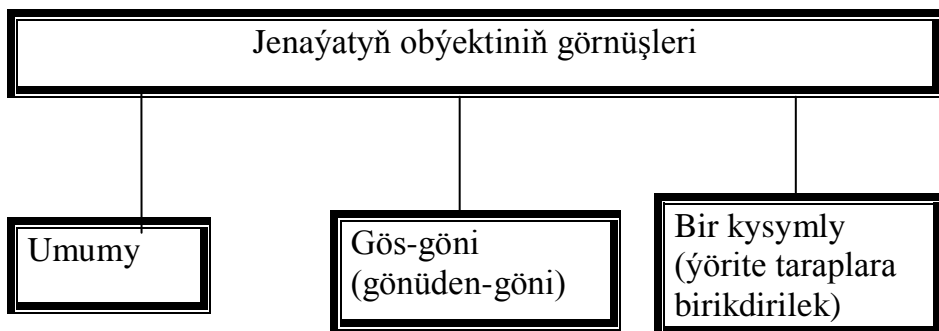 Jenaýatyň obýektiniň görnüşleri
Umumy
Gös-göni
(gönüden-göni)
Bir kysymly
(ýörite taraplara
birikdirilek)